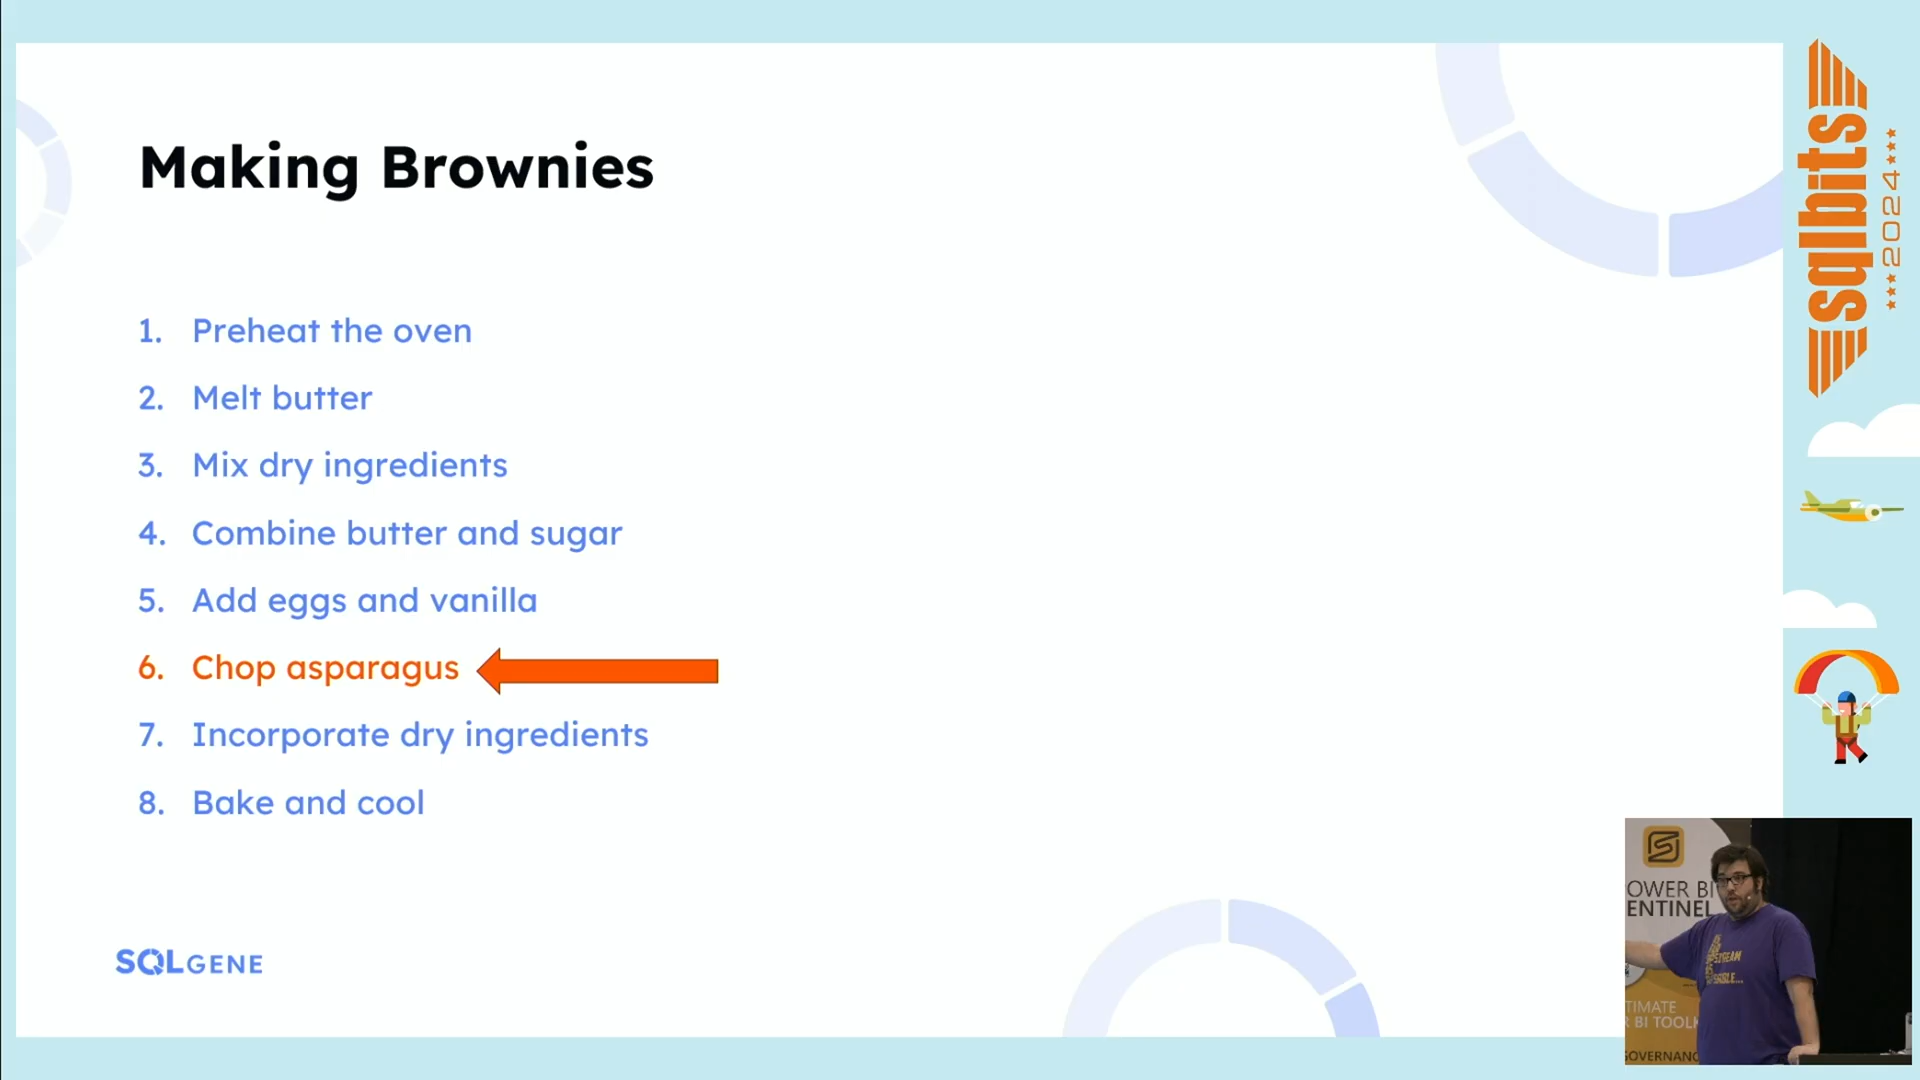 Making Brownies
1. Preheat the oven
2. Melt butter
3. Mix dry ingredients
4. Combine butter and sugar
5. Add eggs and vanilla
6. Chop asparagus
7. Incorporate dry ingredients
8. Bake and cool
SQLGENE
sqlbits
2024
OWER BI
ENTINEL
TIMATE
R BI TOOL
GOVERNANC